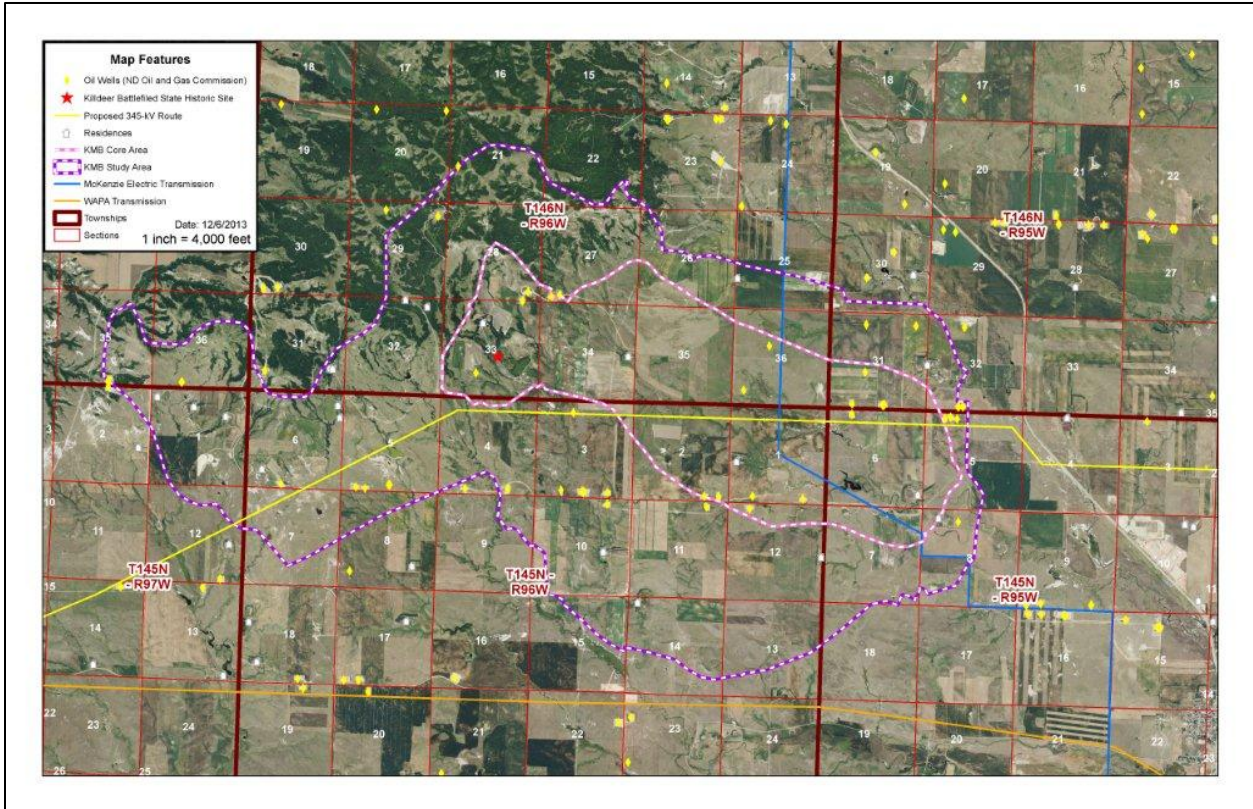 Map Features
Oil Wells (ND Oil and Gas Commission)
Killdeer Battlefiled State Historic Site
Proposed 345-kV Route
Residences
KMB Core Area
KMB Study Area
McKenzie Electric Transmission
WAPA Transmission
Townships
Date: 12/6/2013
Sections
1 inch = 4,000 feet
18 17 16 15 14 13 18 17 16 15
19 20 21 22 23 24 19 20 21 22
T146N
- R96W
T146N
- R95W
30 29 28 27 26 25 30 29 28 27
34 35 36 31 32 33 34 35 36 31 32 33 34 35
3 2 1 6 5 4 3 2 1 6 5 4 3 2
10 11 12 7 8 9 10 11 12 7 8 9 10 11
T145N
- R97W
T145N -
R96W
T145N
- R95W
15 14 13 18 17 16 15 14 13 18 17 16 15 14
22 23 24 19 20 21 22 23 24 19 20 21 22 23
26 25